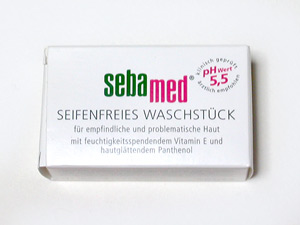 sebamed®
klinisch geprüft
pH Wert
5,5
ärztlich empfohlen
SEIFENFREIES WASCHSTÜCK
für empfindliche und problematische Haut
mit feuchtigkeitsspendendem Vitamin E und
hautglättendem Panthenol